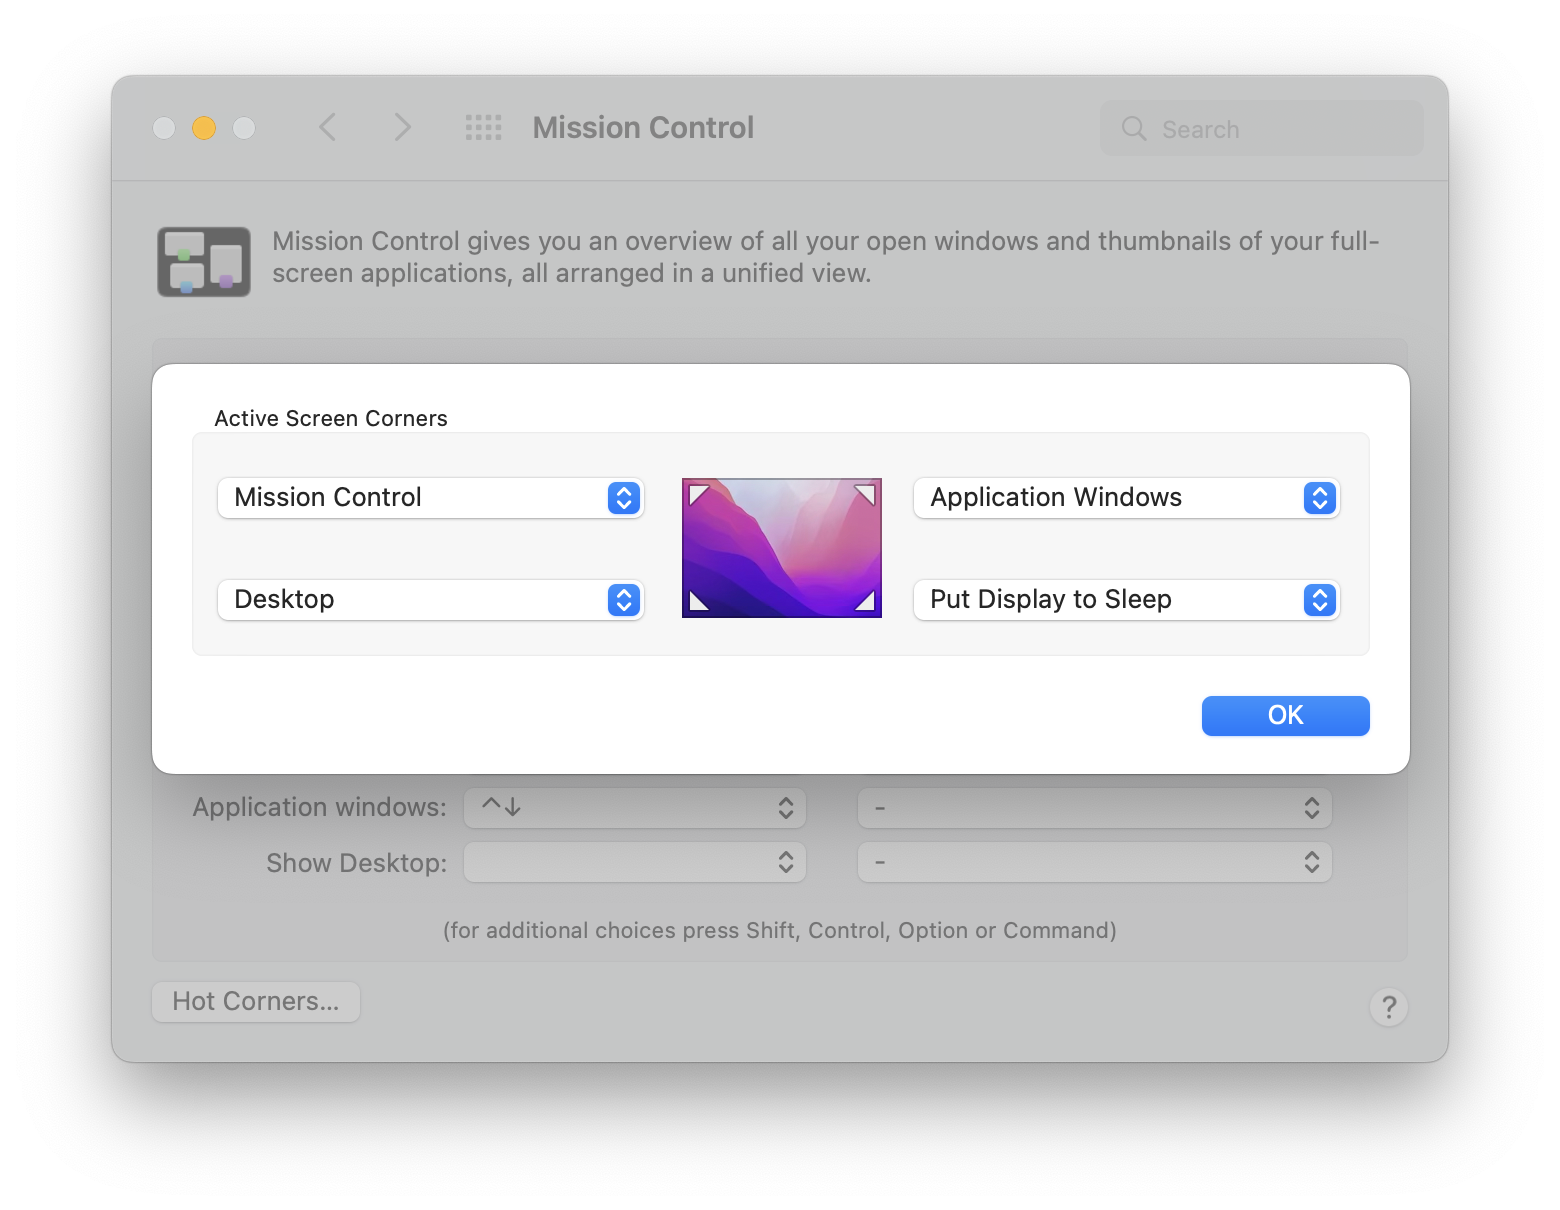 Mission Control
Search
Mission Control gives you an overview of all your open windows and thumbnails of your full-
screen applications, all arranged in a unified view.
Active Screen Corners
Mission Control
Application Windows
Desktop
Put Display to Sleep
OK
Application windows: ^↓ -
Show Desktop: -
(for additional choices press Shift, Control, Option or Command)
Hot Corners...
?